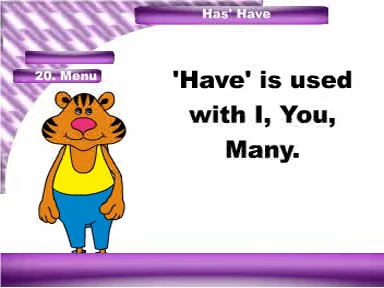 Has' Have
20. Menu
'Have' is used
with I, You,
Many.